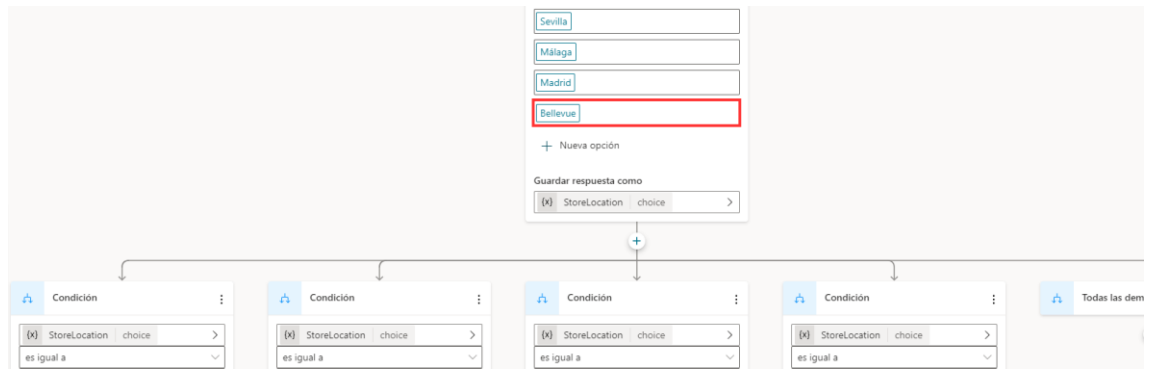 Sevilla
Málaga
Madrid
Bellevue
+ Nueva opción
Guardar respuesta como
{x} StoreLocation choice
Condición Condición Condición Condición Todas las dem
{x} StoreLocation choice {x} StoreLocation choice {x} StoreLocation choice {x} StoreLocation choice
es igual a es igual a es igual a es igual a